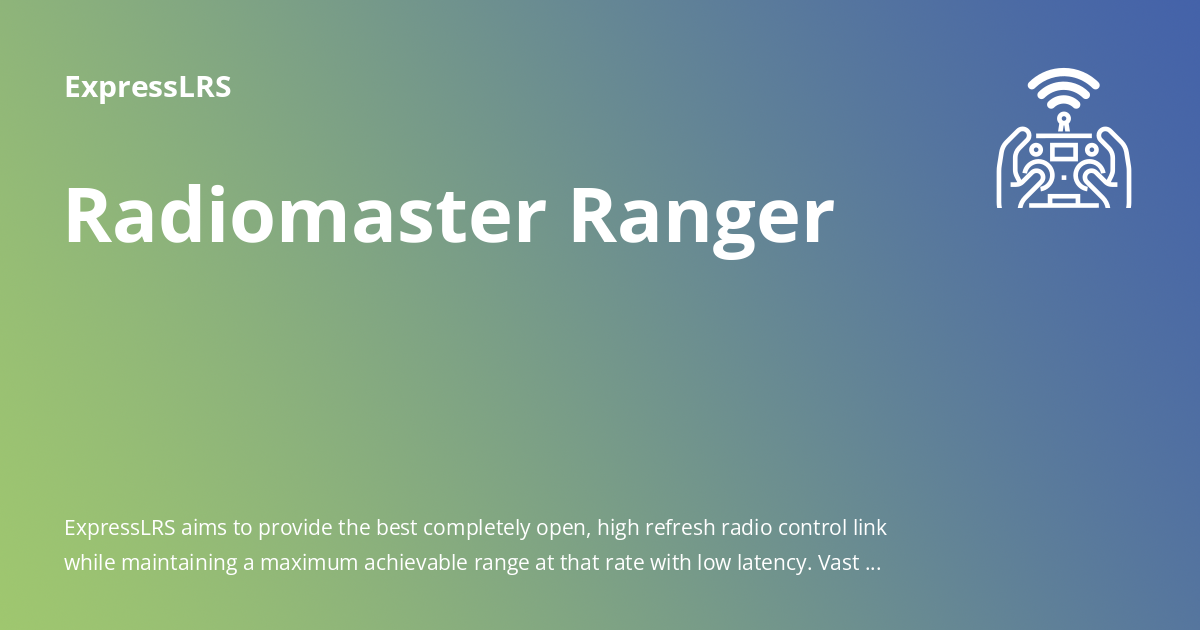 ExpressLRS
Radiomaster Ranger
ExpressLRS aims to provide the best completely open, high refresh radio control link
while maintaining a maximum achievable range at that rate with low latency. Vast ...